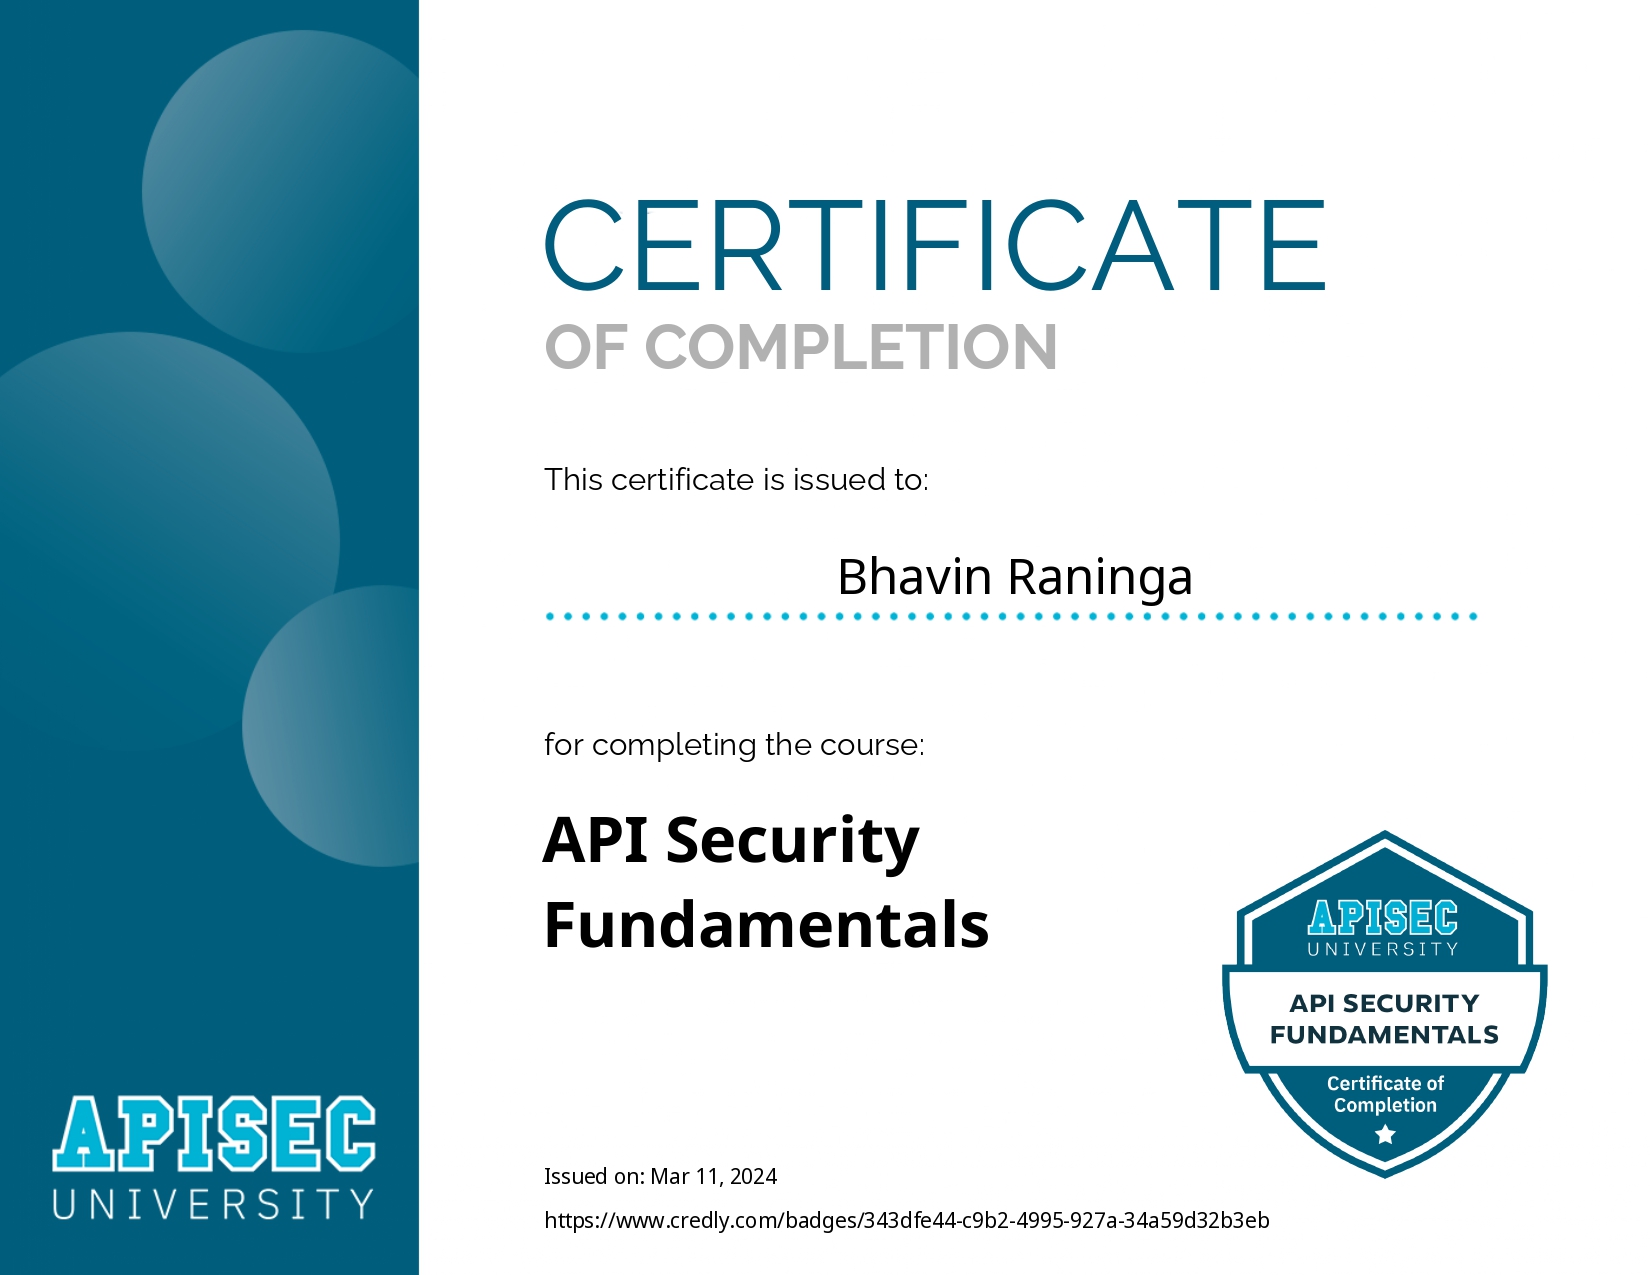 CERTIFICATE
OF COMPLETION
This certificate is issued to:
Bhavin Raninga
for completing the course:
API Security
Fundamentals
APISEC
UNIVERSITY
API SECURITY
FUNDAMENTALS
Certificate of
Completion
APISEC
UNIVERSITY
Issued on: Mar 11, 2024
https://www.credly.com/badges/343dfe44-c9b2-4995-927a-34a59d32b3eb